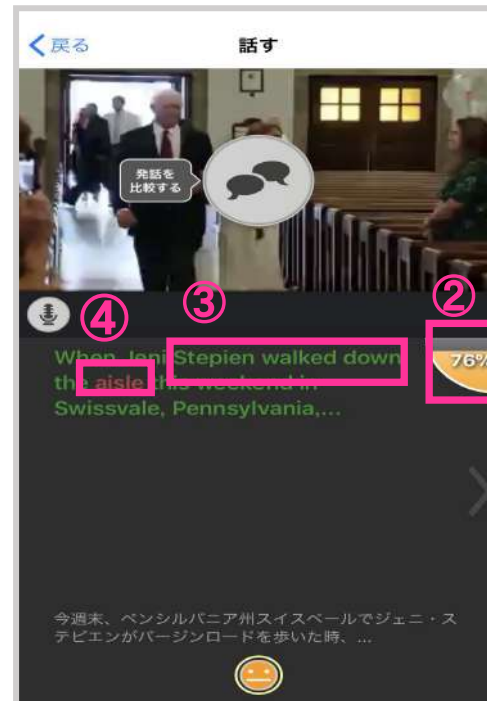 戻る 話す
発話を
比較する
③ ②
④
When Jeni Stepien walked down
the aisle this weekend in
Swissvale, Pennsylvania,...
76%
今週末、ペンシルバニア州スイスベールでジェニ・ス
テピエンがバージンロードを歩いた時、...